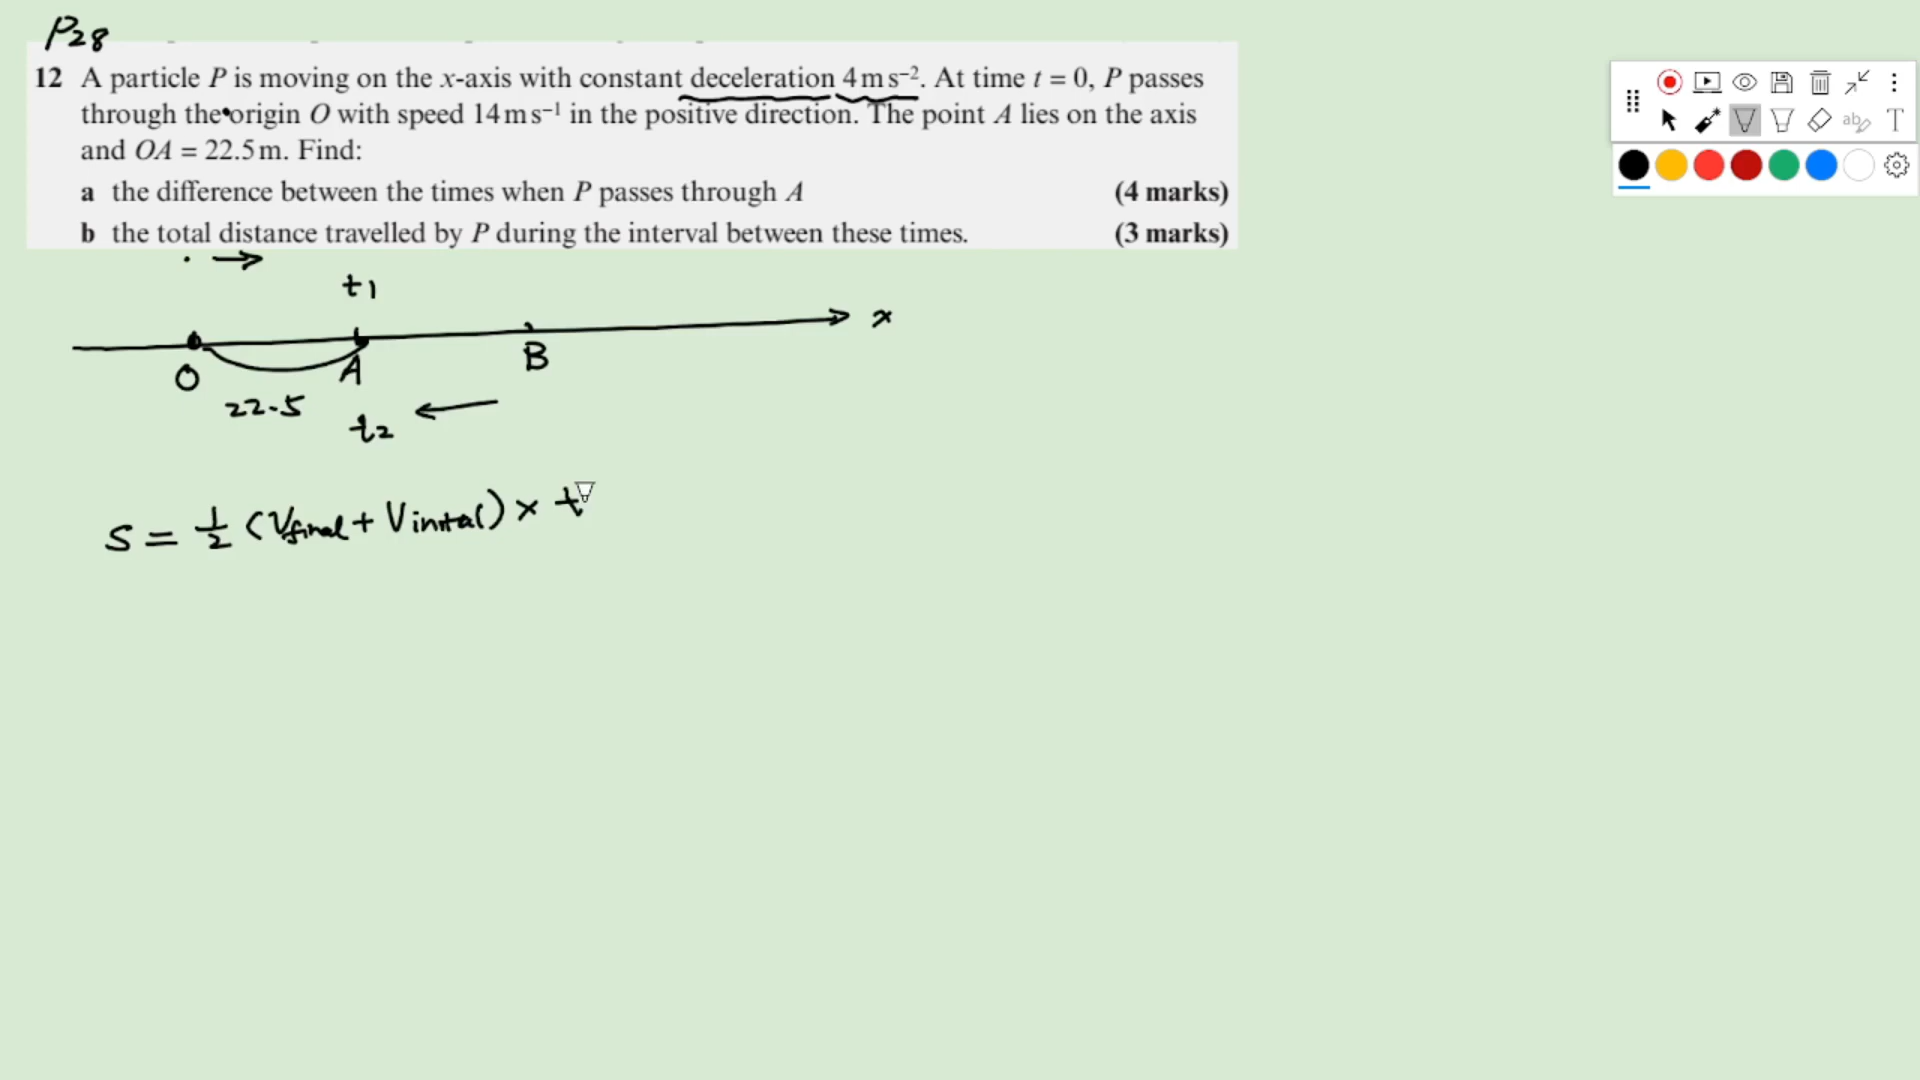 P28
12 A particle P is moving on the x-axis with constant deceleration 4 m s⁻². At time t = 0, P passes
through the origin O with speed 14 m s⁻¹ in the positive direction. The point A lies on the axis
and OA = 22.5 m. Find:
a the difference between the times when P passes through A (4 marks)
b the total distance travelled by P during the interval between these times. (3 marks)
t1
x
O A B
22.5
t2
S = 1/2 (Vfinal + Vinital) × t
ab
T